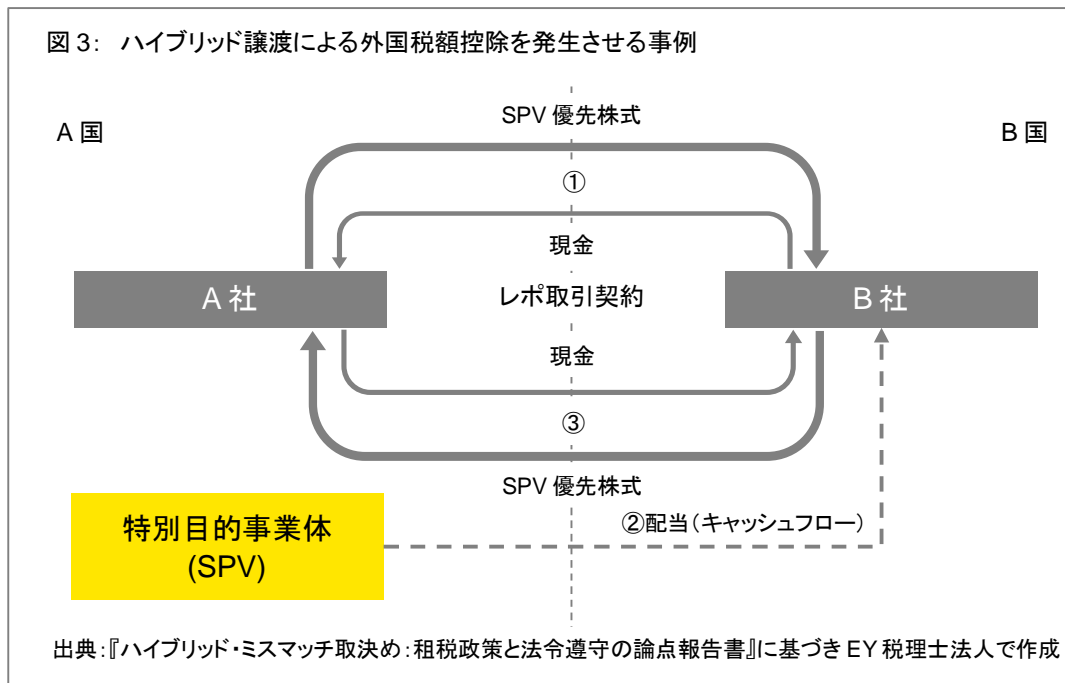 図 3： ハイブリッド譲渡による外国税額控除を発生させる事例
SPV 優先株式
A 国
B 国
①
現金
A 社
レポ取引契約
B 社
現金
③
SPV 優先株式
特別目的事業体
(SPV)
②配当（キャッシュフロー）
出典：『ハイブリッド・ミスマッチ取決め：租税政策と法令遵守の論点報告書』に基づき EY 税理士法人で作成